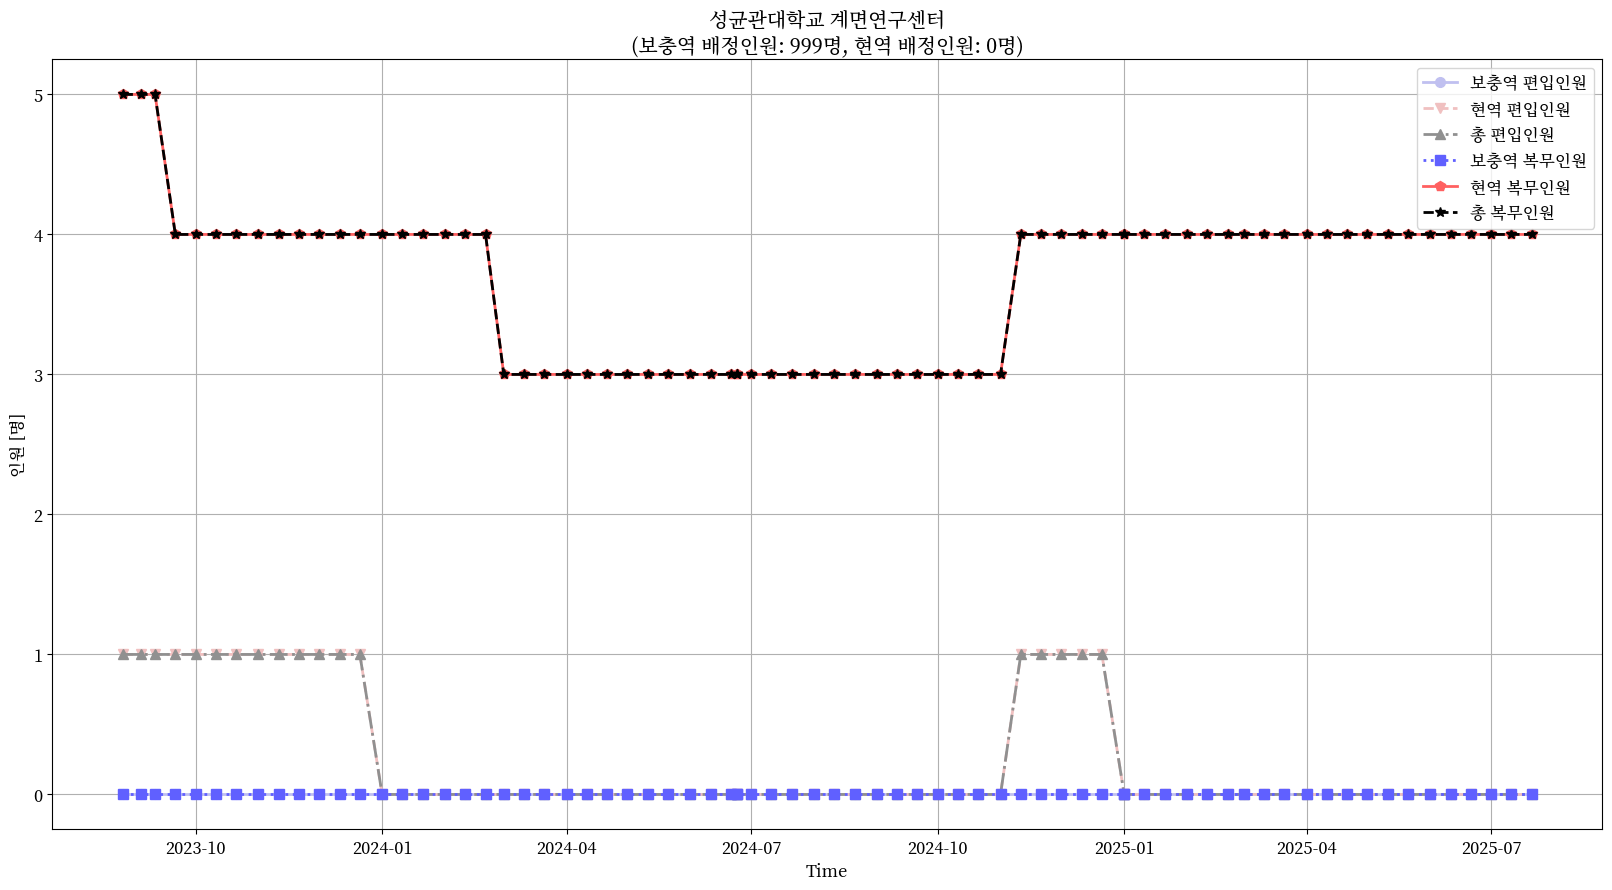 성균관대학교 계면연구센터
(보충역 배정인원: 999명, 현역 배정인원: 0명)
보충역 편입인원
현역 편입인원
총 편입인원
보충역 복무인원
현역 복무인원
총 복무인원
인원 [명]
5
4
3
2
1
0
2023-10
2024-01
2024-04
2024-07
2024-10
2025-01
2025-04
2025-07
Time